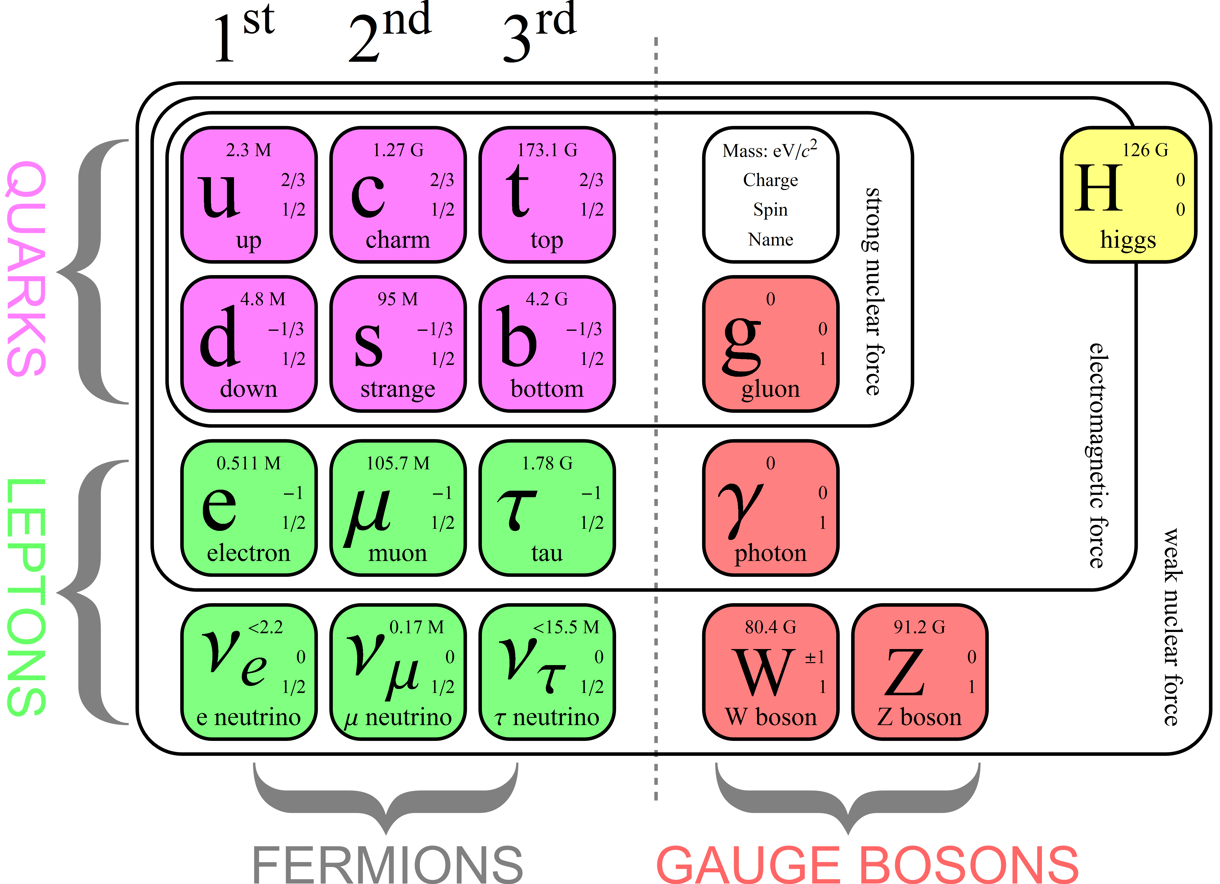 1st 2nd 3rd
QUARKS
2.3 M
u
2/3
1/2
up
1.27 G
c
2/3
1/2
charm
173.1 G
t
2/3
1/2
top
Mass: eV/c²
Charge
Spin
Name
126 G
H
0
0
higgs
4.8 M
d
−1/3
1/2
down
95 M
s
−1/3
1/2
strange
4.2 G
b
−1/3
1/2
bottom
0
g
0
1
gluon
strong nuclear force
LEPTONS
0.511 M
e
−1
1/2
electron
105.7 M
μ
−1
1/2
muon
1.78 G
τ
−1
1/2
tau
0
γ
0
1
photon
electromagnetic force
<2.2
νe
0
1/2
e neutrino
0.17 M
νμ
0
1/2
μ neutrino
<15.5 M
ντ
0
1/2
τ neutrino
80.4 G
W
±1
1
W boson
91.2 G
Z
0
1
Z boson
weak nuclear force
FERMIONS
GAUGE BOSONS